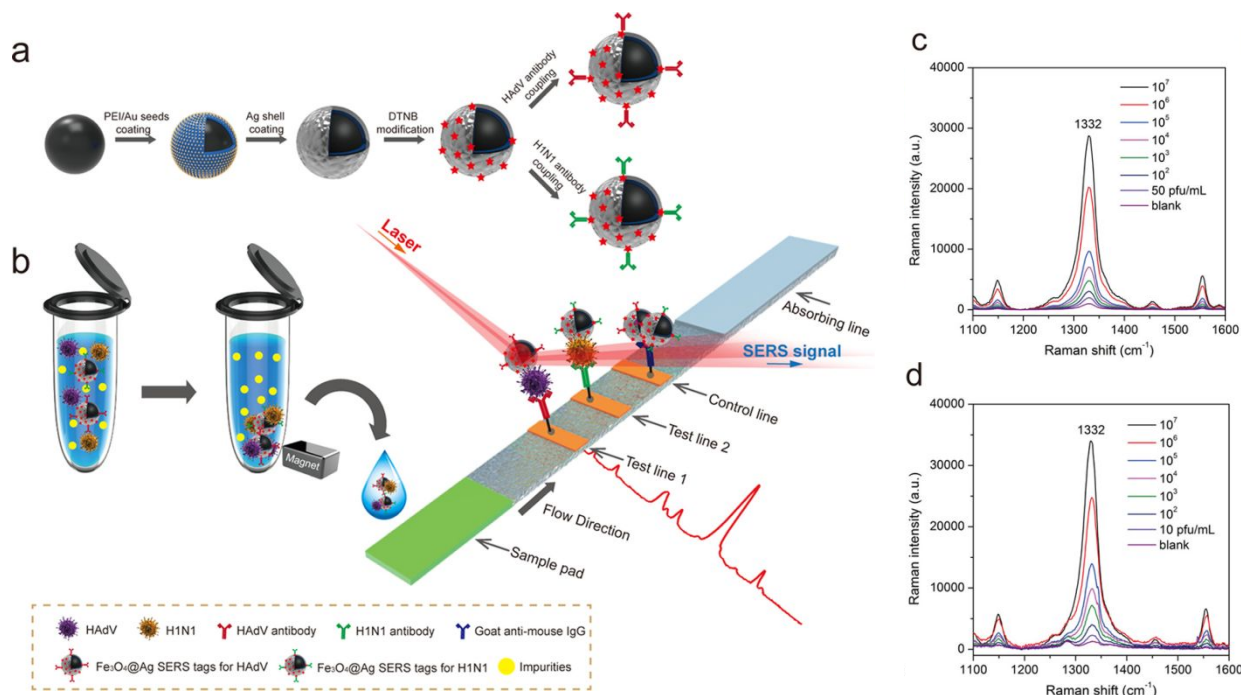 a
PEI/Au seeds
coating
Ag shell
coating
DTNB
modification
HAdV antibody
coupling
H1N1 antibody
coupling
b
Magnet
Laser
SERS signal
Absorbing line
Control line
Test line 2
Test line 1
Flow Direction
Sample pad
HAdV
H1N1
HAdV antibody
H1N1 antibody
Goat anti-mouse IgG
Fe₃O₄@Ag SERS tags for HAdV
Fe₃O₄@Ag SERS tags for H1N1
Impurities
c
Raman intensity (a.u.)
40000
30000
20000
10000
0
1332
10⁷
10⁶
10⁵
10⁴
10³
10²
50 pfu/mL
blank
1100 1200 1300 1400 1500 1600
Raman shift (cm⁻¹)
d
Raman intensity (a.u.)
40000
30000
20000
10000
0
1332
10⁷
10⁶
10⁵
10⁴
10³
10²
10 pfu/mL
blank
1100 1200 1300 1400 1500 1600
Raman shift (cm⁻¹)